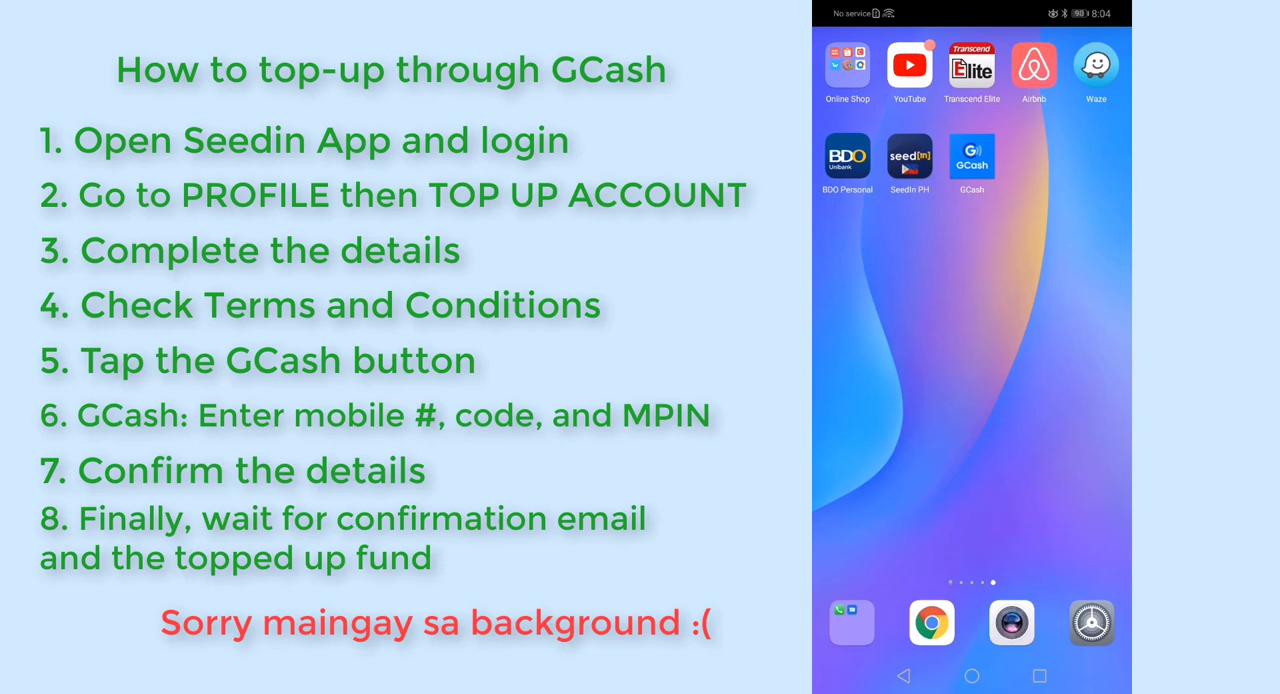 How to top-up through GCash
1. Open Seedin App and login
2. Go to PROFILE then TOP UP ACCOUNT
3. Complete the details
4. Check Terms and Conditions
5. Tap the GCash button
6. GCash: Enter mobile #, code, and MPIN
7. Confirm the details
8. Finally, wait for confirmation email
and the topped up fund
Sorry maingay sa background :(
No service
90 8:04
Transcend
Elite
Online Shop YouTube Transcend Elite Airbnb Waze
BDO
Unibank
seed[in]
G
GCash
BDO Personal SeedIn PH GCash